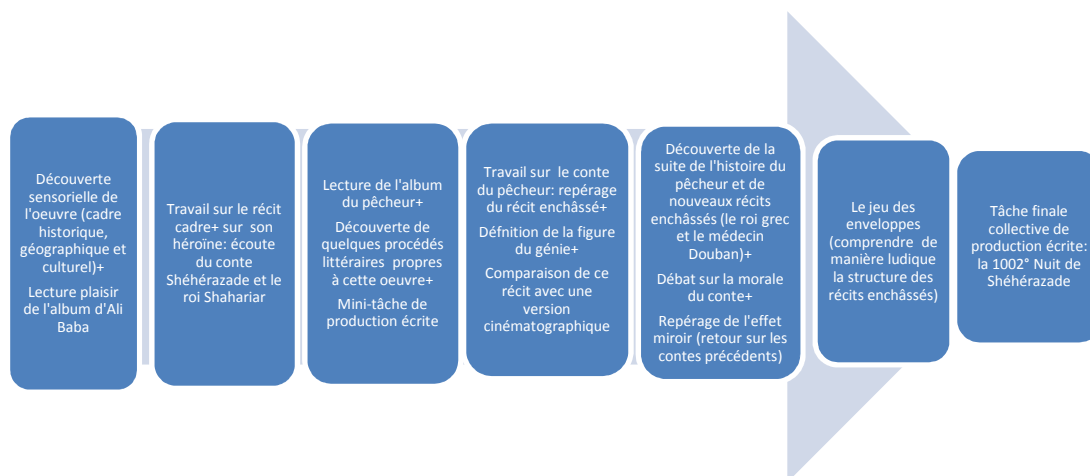 Découverte
sensorielle de
l'oeuvre (cadre
historique,
géographique et
culturel)+
Lecture plaisir
de l'album d'Ali
Baba
Travail sur le récit
cadre+ sur son
héroïne: écoute
du conte
Shéhérazade et le
roi Shahariar
Lecture de l'album
du pêcheur+
Découverte de
quelques procédés
littéraires propres
à cette oeuvre+
Mini-tâche de
production écrite
Travail sur le conte
du pêcheur: repérage
du récit enchâssé+
Défnition de la figure
du génie+
Comparaison de ce
récit avec une
version
cinématographique
Découverte de la
suite de l'histoire du
pêcheur et de
nouveaux récits
enchâssés (le roi grec
et le médecin
Douban)+
Débat sur la morale
du conte+
Repérage de l'effet
miroir (retour sur les
contes précédents)
Le jeu des
enveloppes
(comprendre de
manière ludique
la structure des
récits enchâssés)
Tâche finale
collective de
production écrite:
la 1002° Nuit de
Shéhérazade